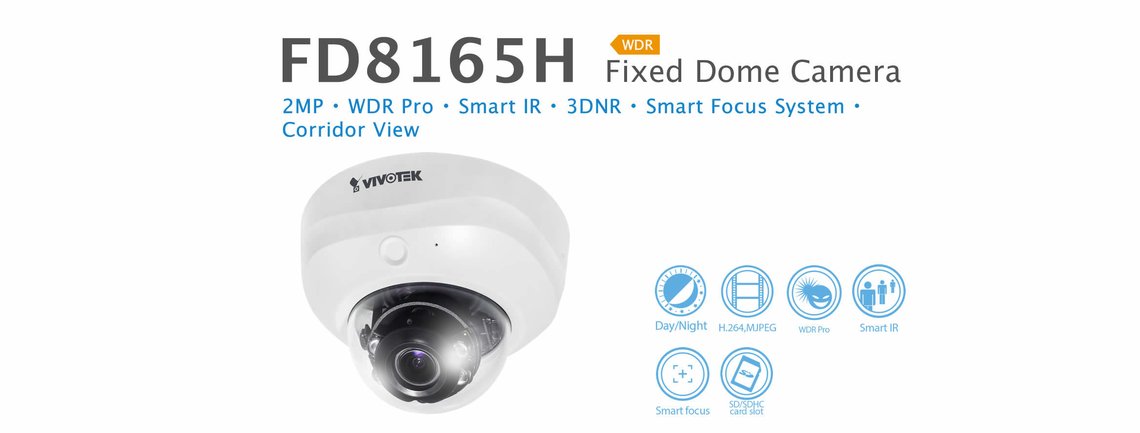 FD8165H
WDR
Fixed Dome Camera
2MP • WDR Pro • Smart IR • 3DNR • Smart Focus System •
Corridor View
VIVOTEK
Day/Night
H.264,MJPEG
WDR Pro
Smart IR
Smart focus
SD/SDHC
card slot